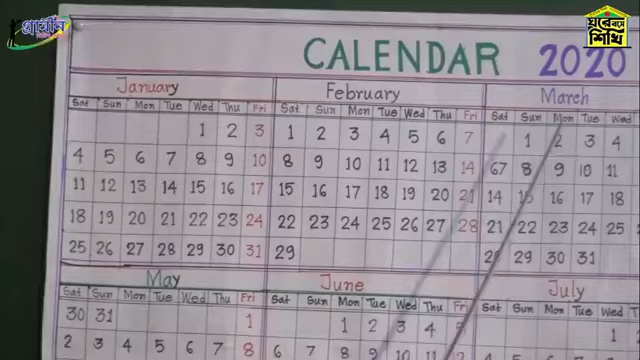 গ্রামীন
ঘরে বসে
শিখি
CALENDAR 2020
January February March
Sat Sun Mon Tue Wed Thu Fri Sat Sun Mon Tue Wed Thu Fri Sat Sun Mon Tue Wed
1 2 3 1 2 3 4 5 6 7 1 2 3 4
4 5 6 7 8 9 10 8 9 10 11 12 13 14 67 8 9 10 11
11 12 13 14 15 16 17 15 16 17 18 19 20 21 14 15 16 17 18
18 19 20 21 22 23 24 22 23 24 25 26 27 28 21 22 23 24 25
25 26 27 28 29 30 31 29 29 30 31
May June July
Sat Sun Mon Tue Wed Thu Fri Sat Sun Mon Tue Wed Thu Fri Sat Sun Mon Tue Wed
30 31 1 1 2 3 4 5 1
2 3 4 5 6 7 8 6 7 8 9 10 11